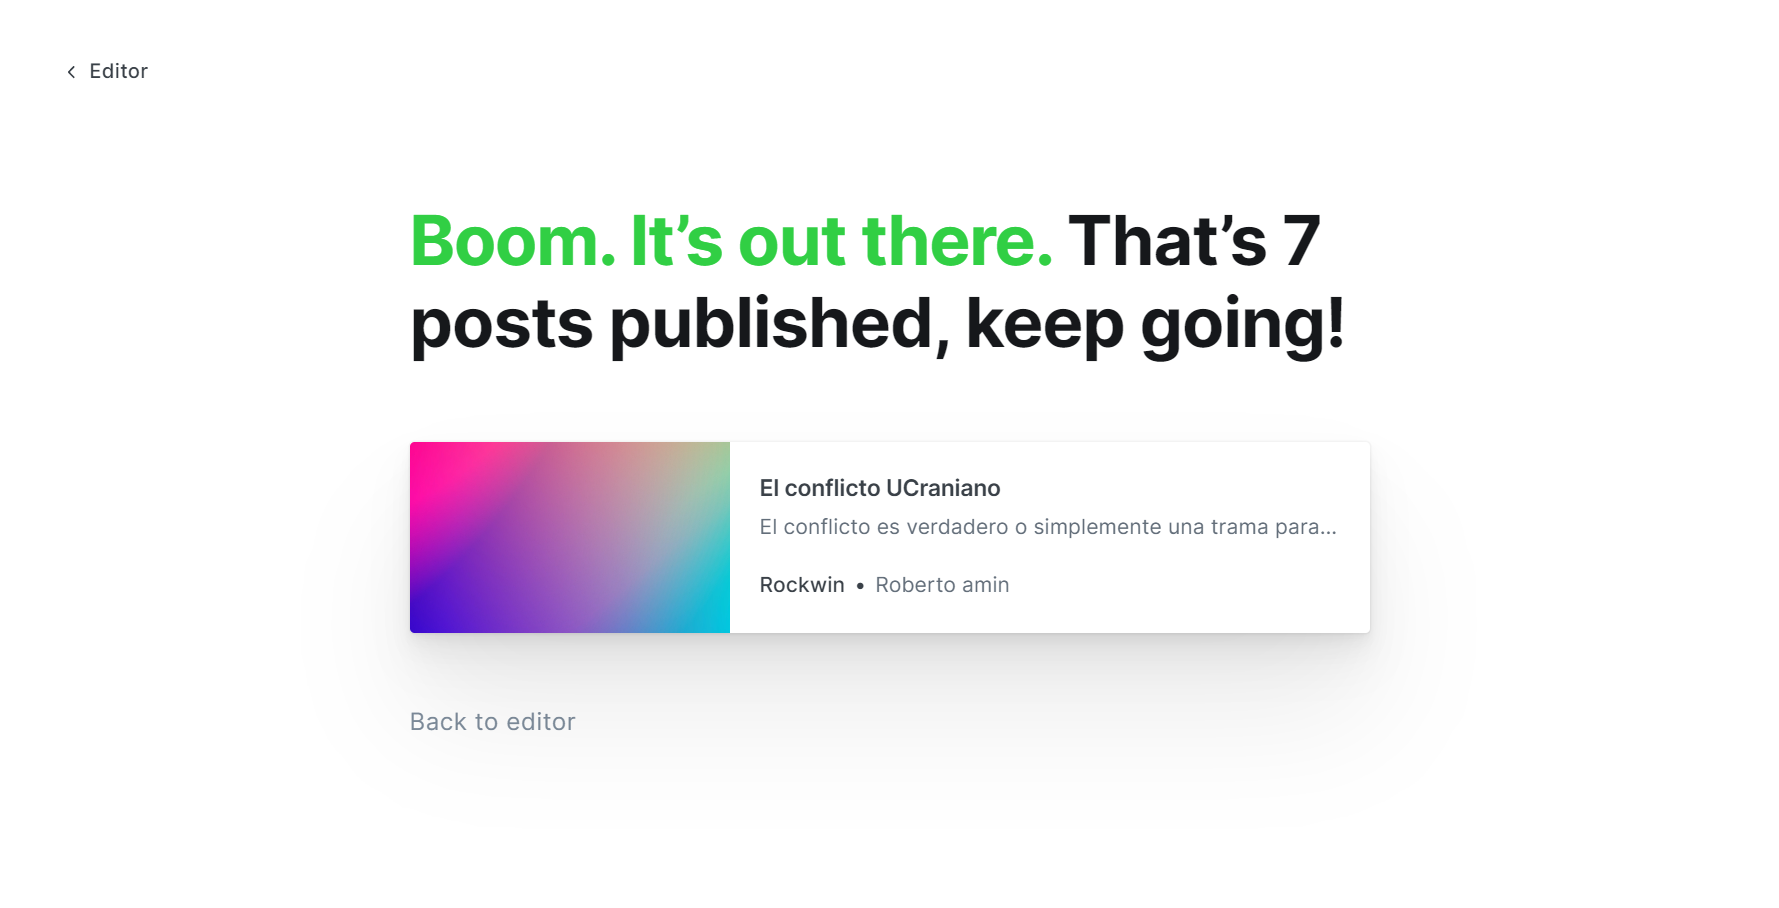 Editor
Boom. It’s out there. That’s 7
posts published, keep going!
El conflicto UCraniano
El conflicto es verdadero o simplemente una trama para...
Rockwin • Roberto amin
Back to editor